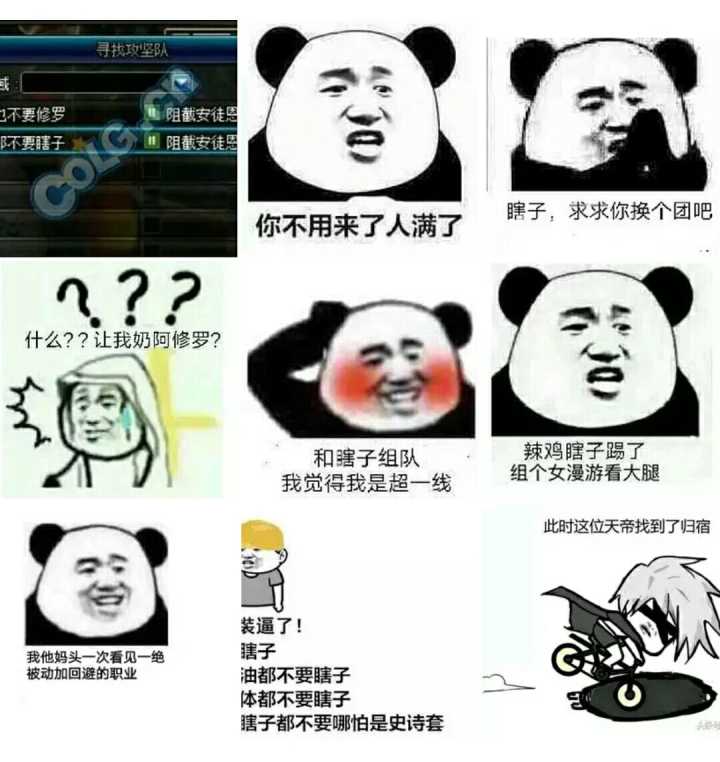 寻找攻坚队
域
也不要修罗 阻截安徒恩
都不要瞎子 阻截安徒恩
COLG.CN
你不用来了人满了
瞎子，求求你换个团吧
???
什么??让我奶阿修罗?
和瞎子组队
我觉得我是超一线
辣鸡瞎子踢了
组个女漫游看大腿
我他妈头一次看见一绝
被动加回避的职业
装逼了！
瞎子
油都不要瞎子
体都不要瞎子
瞎子都不要哪怕是史诗套
此时这位天帝找到了归宿